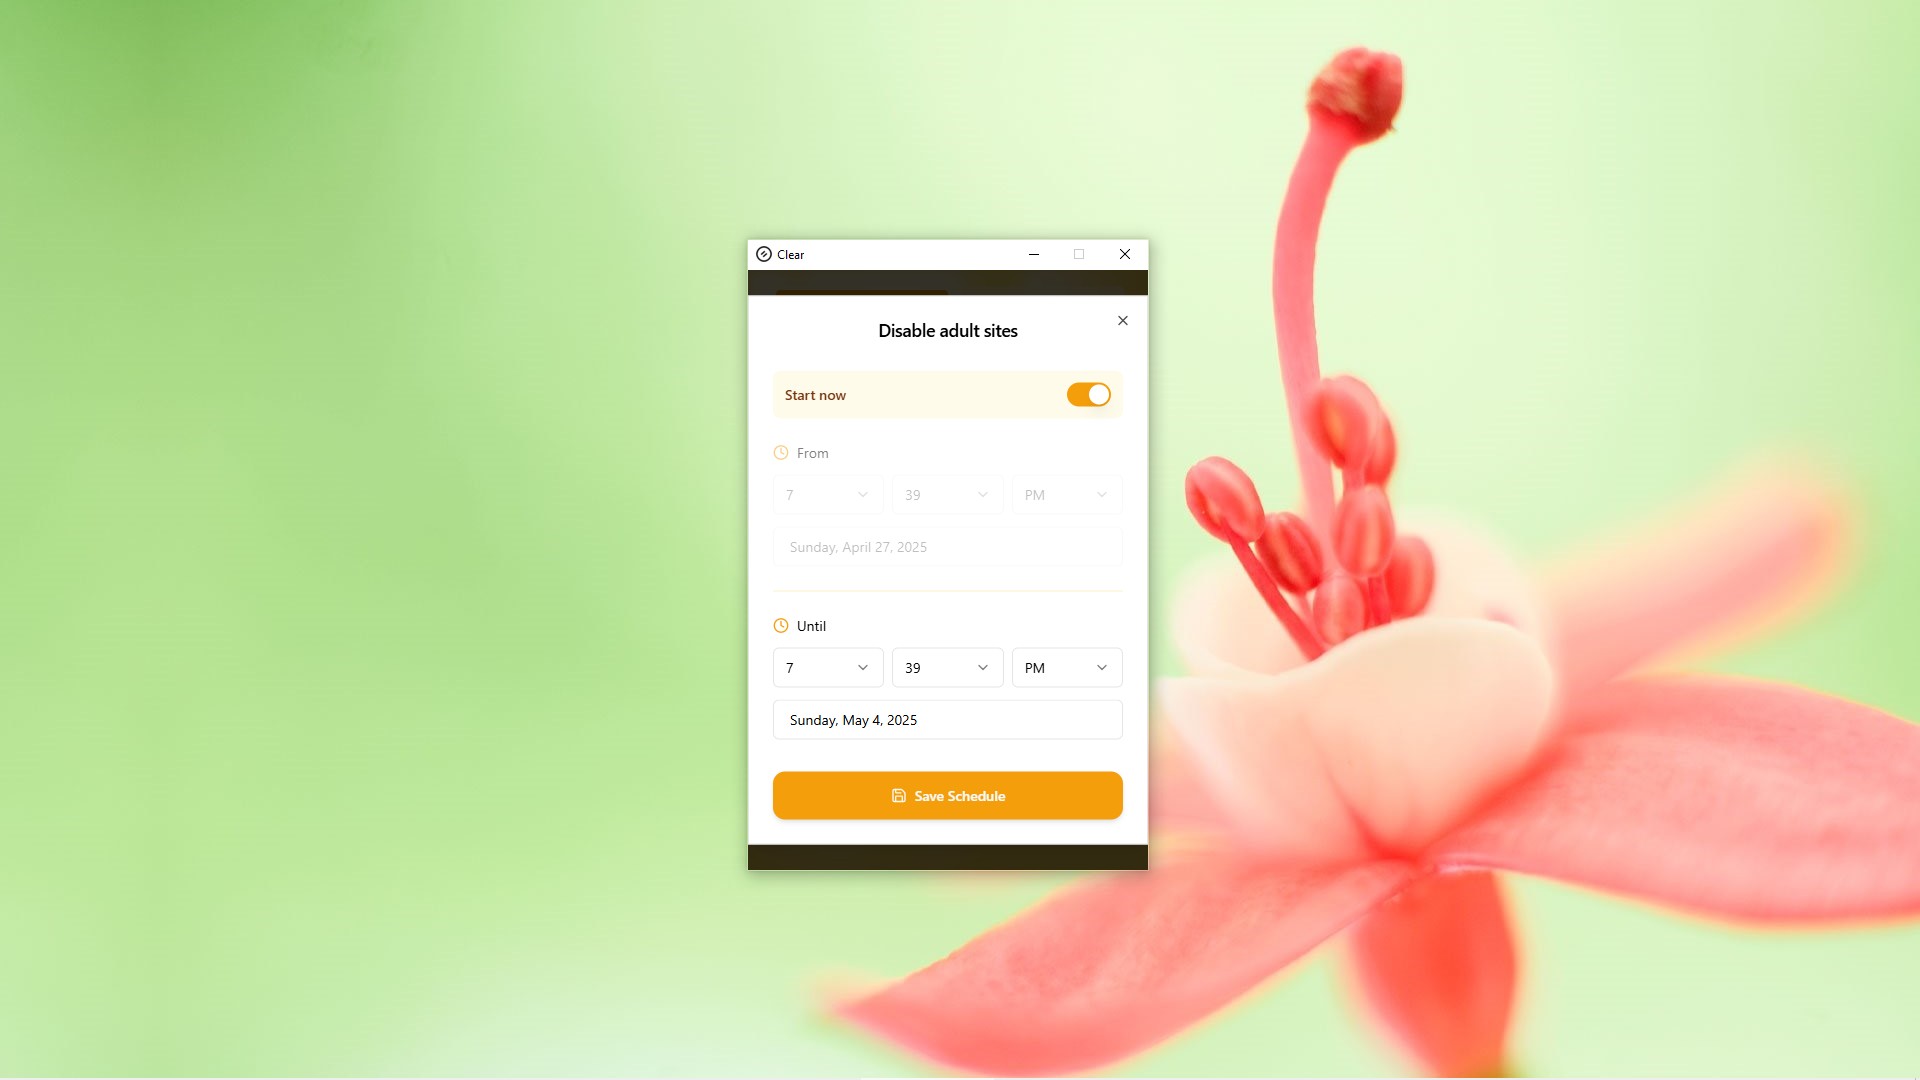 Clear
Disable adult sites
Start now
From
7 39 PM
Sunday, April 27, 2025
Until
7 39 PM
Sunday, May 4, 2025
Save Schedule